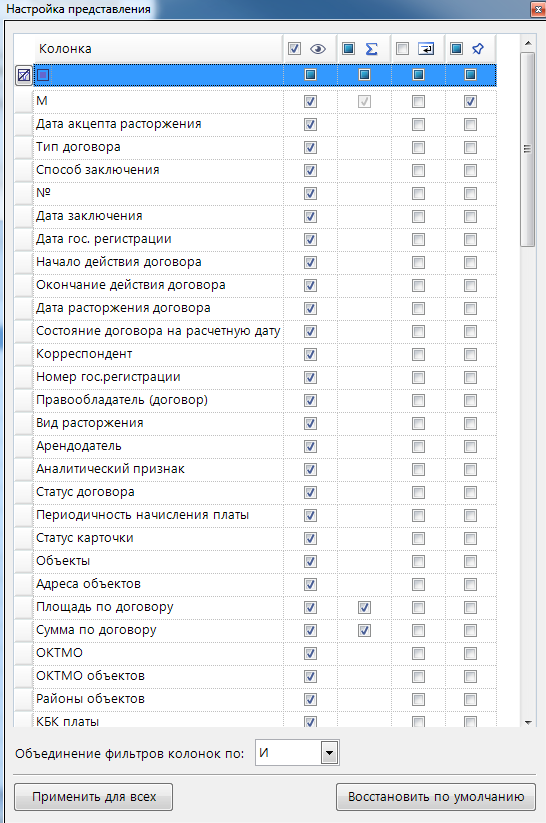 Настройка представления
Колонка
М
Дата акцепта расторжения
Тип договора
Способ заключения
№
Дата заключения
Дата гос. регистрации
Начало действия договора
Окончание действия договора
Дата расторжения договора
Состояние договора на расчетную дату
Корреспондент
Номер гос.регистрации
Правообладатель (договор)
Вид расторжения
Арендодатель
Аналитический признак
Статус договора
Периодичность начисления платы
Статус карточки
Объекты
Адреса объектов
Площадь по договору
Сумма по договору
ОКТМО
ОКТМО объектов
Районы объектов
КБК платы
Объединение фильтров колонок по: И
Применить для всех Восстановить по умолчанию